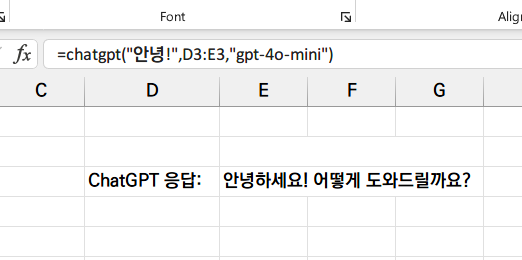 Font
Align
fx
=chatgpt("안녕!",D3:E3,"gpt-4o-mini")
C D E F G
ChatGPT 응답: 안녕하세요! 어떻게 도와드릴까요?